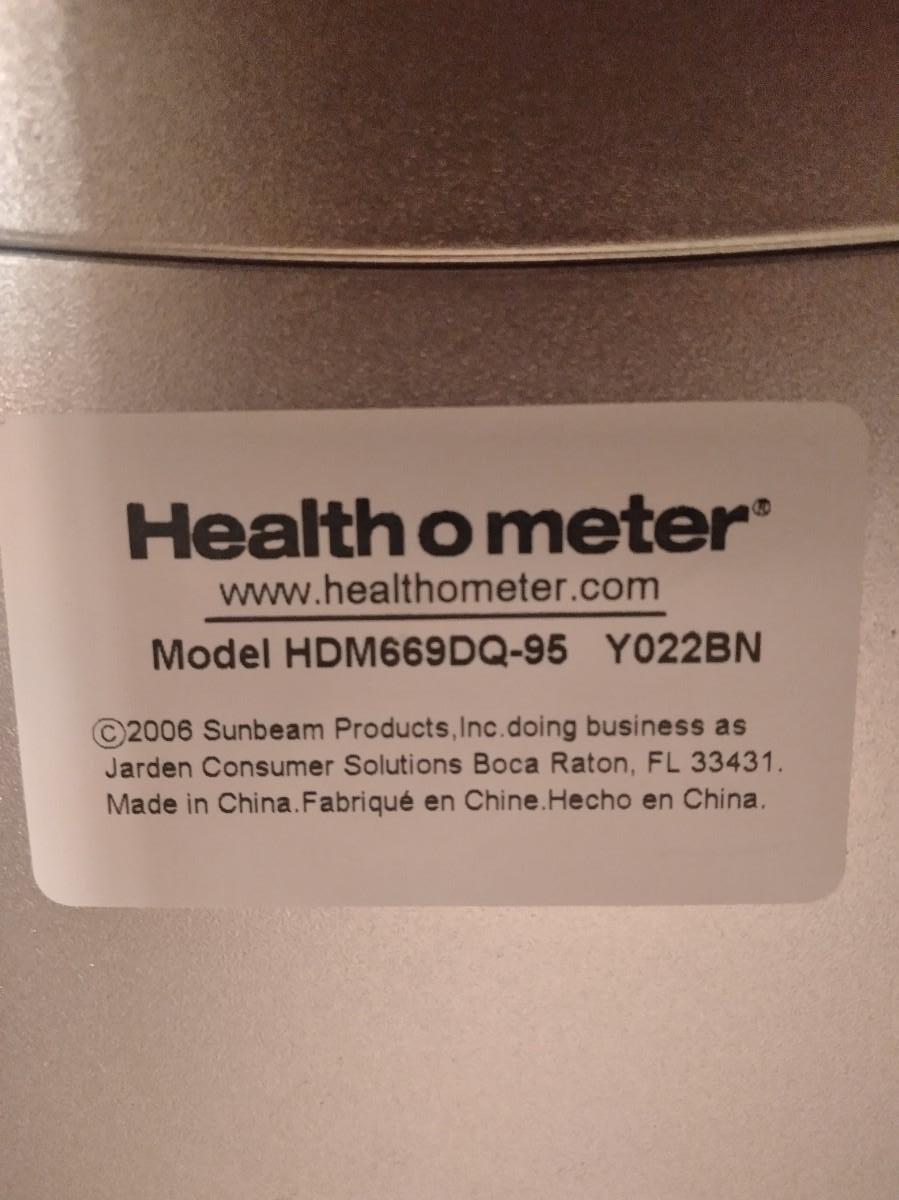 Health o meter®
www.healthometer.com
Model HDM669DQ-95 Y022BN
©2006 Sunbeam Products,Inc.doing business as
Jarden Consumer Solutions Boca Raton, FL 33431.
Made in China.Fabriqué en Chine.Hecho en China.